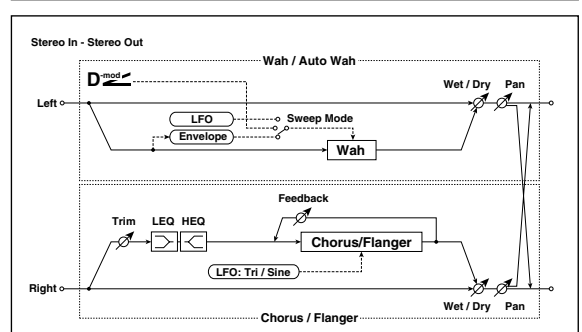 Stereo In - Stereo Out
Wah / Auto Wah
D-mod
Wet / Dry
Pan
Left
LFO
Sweep Mode
Envelope
Wah
Feedback
Trim
LEQ
HEQ
Chorus/Flanger
LFO: Tri / Sine
Right
Wet / Dry
Pan
Chorus / Flanger